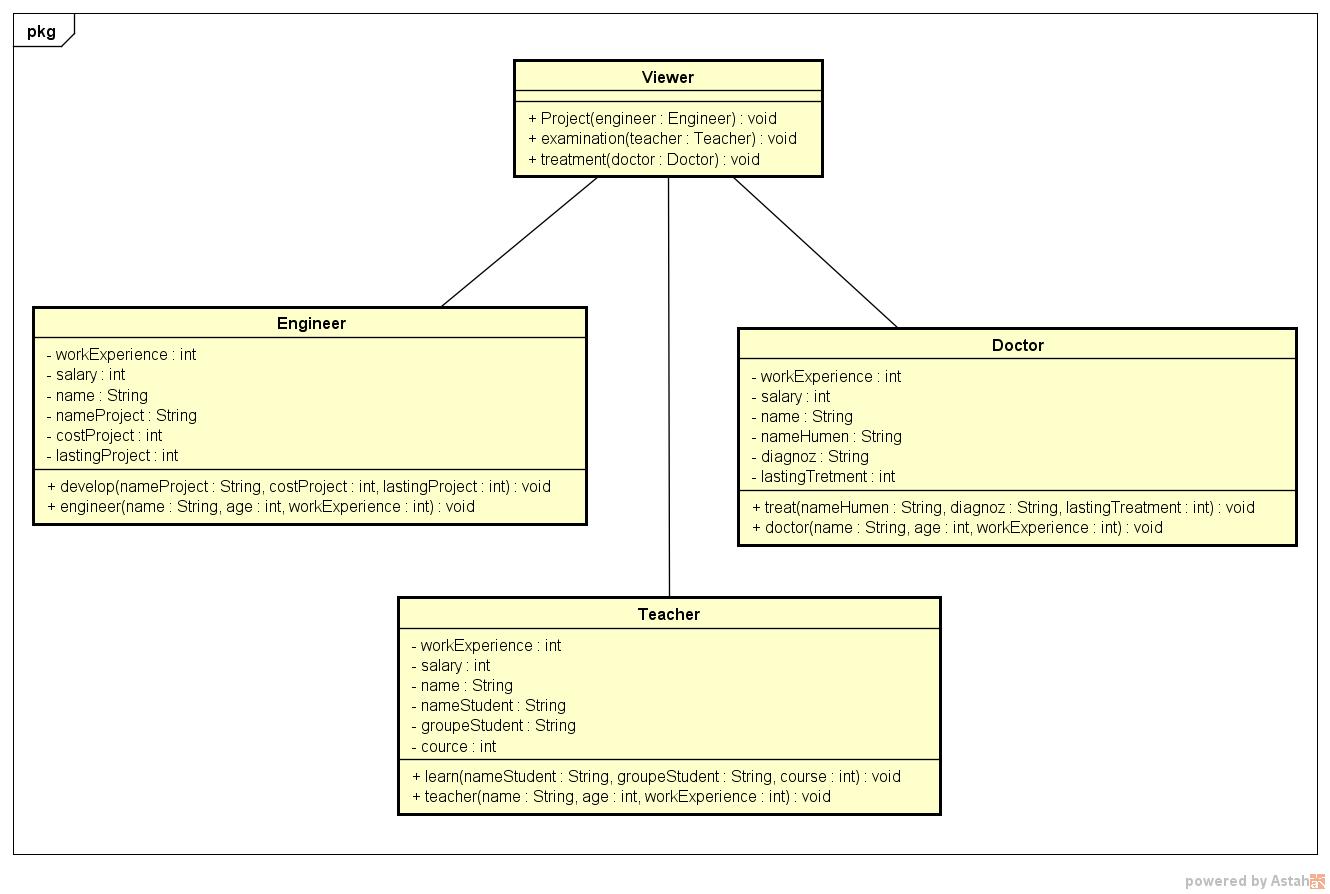 pkg
Viewer
+ Project(engineer : Engineer) : void
+ examination(teacher : Teacher) : void
+ treatment(doctor : Doctor) : void
Engineer
- workExperience : int
- salary : int
- name : String
- nameProject : String
- costProject : int
- lastingProject : int
+ develop(nameProject : String, costProject : int, lastingProject : int) : void
+ engineer(name : String, age : int, workExperience : int) : void
Doctor
- workExperience : int
- salary : int
- name : String
- nameHumen : String
- diagnoz : String
- lastingTretment : int
+ treat(nameHumen : String, diagnoz : String, lastingTreatment : int) : void
+ doctor(name : String, age : int, workExperience : int) : void
Teacher
- workExperience : int
- salary : int
- name : String
- nameStudent : String
- groupeStudent : String
- cource : int
+ learn(nameStudent : String, groupeStudent : String, course : int) : void
+ teacher(name : String, age : int, workExperience : int) : void
powered by Astah